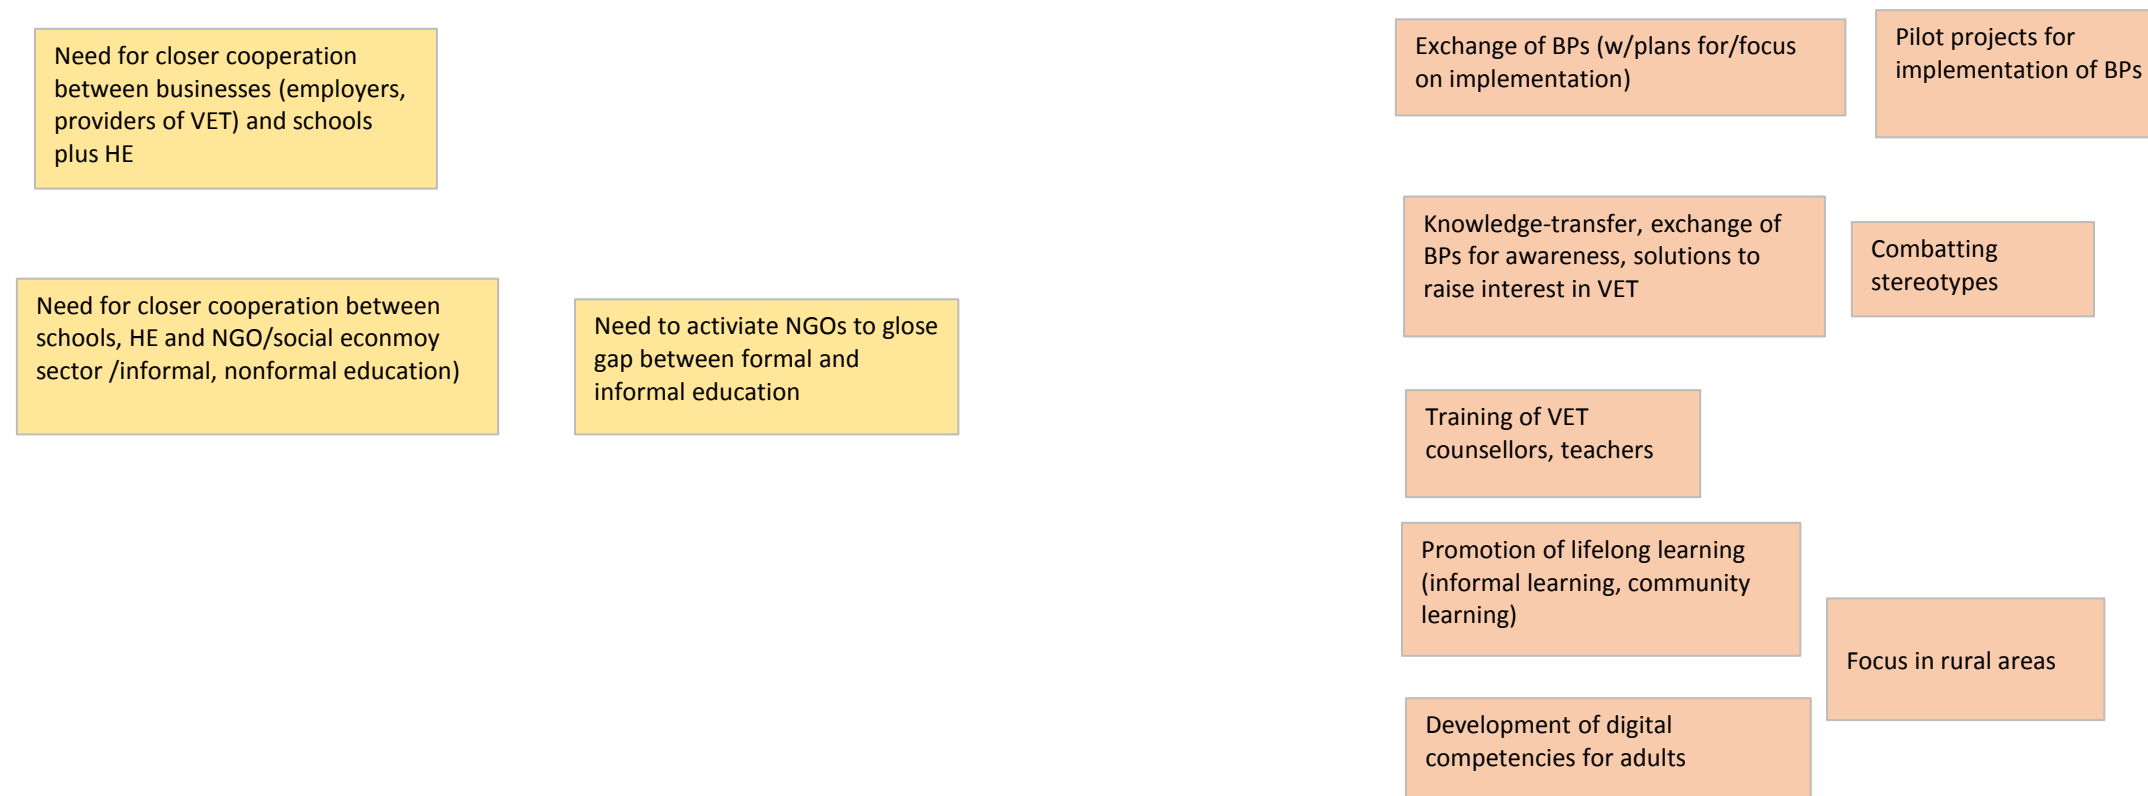 Need for closer cooperation
between businesses (employers,
providers of VET) and schools
plus HE
Need for closer cooperation between
schools, HE and NGO/social econmoy
sector /informal, nonformal education)
Need to activiate NGOs to glose
gap between formal and
informal education
Exchange of BPs (w/plans for/focus
on implementation)
Pilot projects for
implementation of BPs
Knowledge-transfer, exchange of
BPs for awareness, solutions to
raise interest in VET
Combatting
stereotypes
Training of VET
counsellors, teachers
Promotion of lifelong learning
(informal learning, community
learning)
Focus in rural areas
Development of digital
competencies for adults